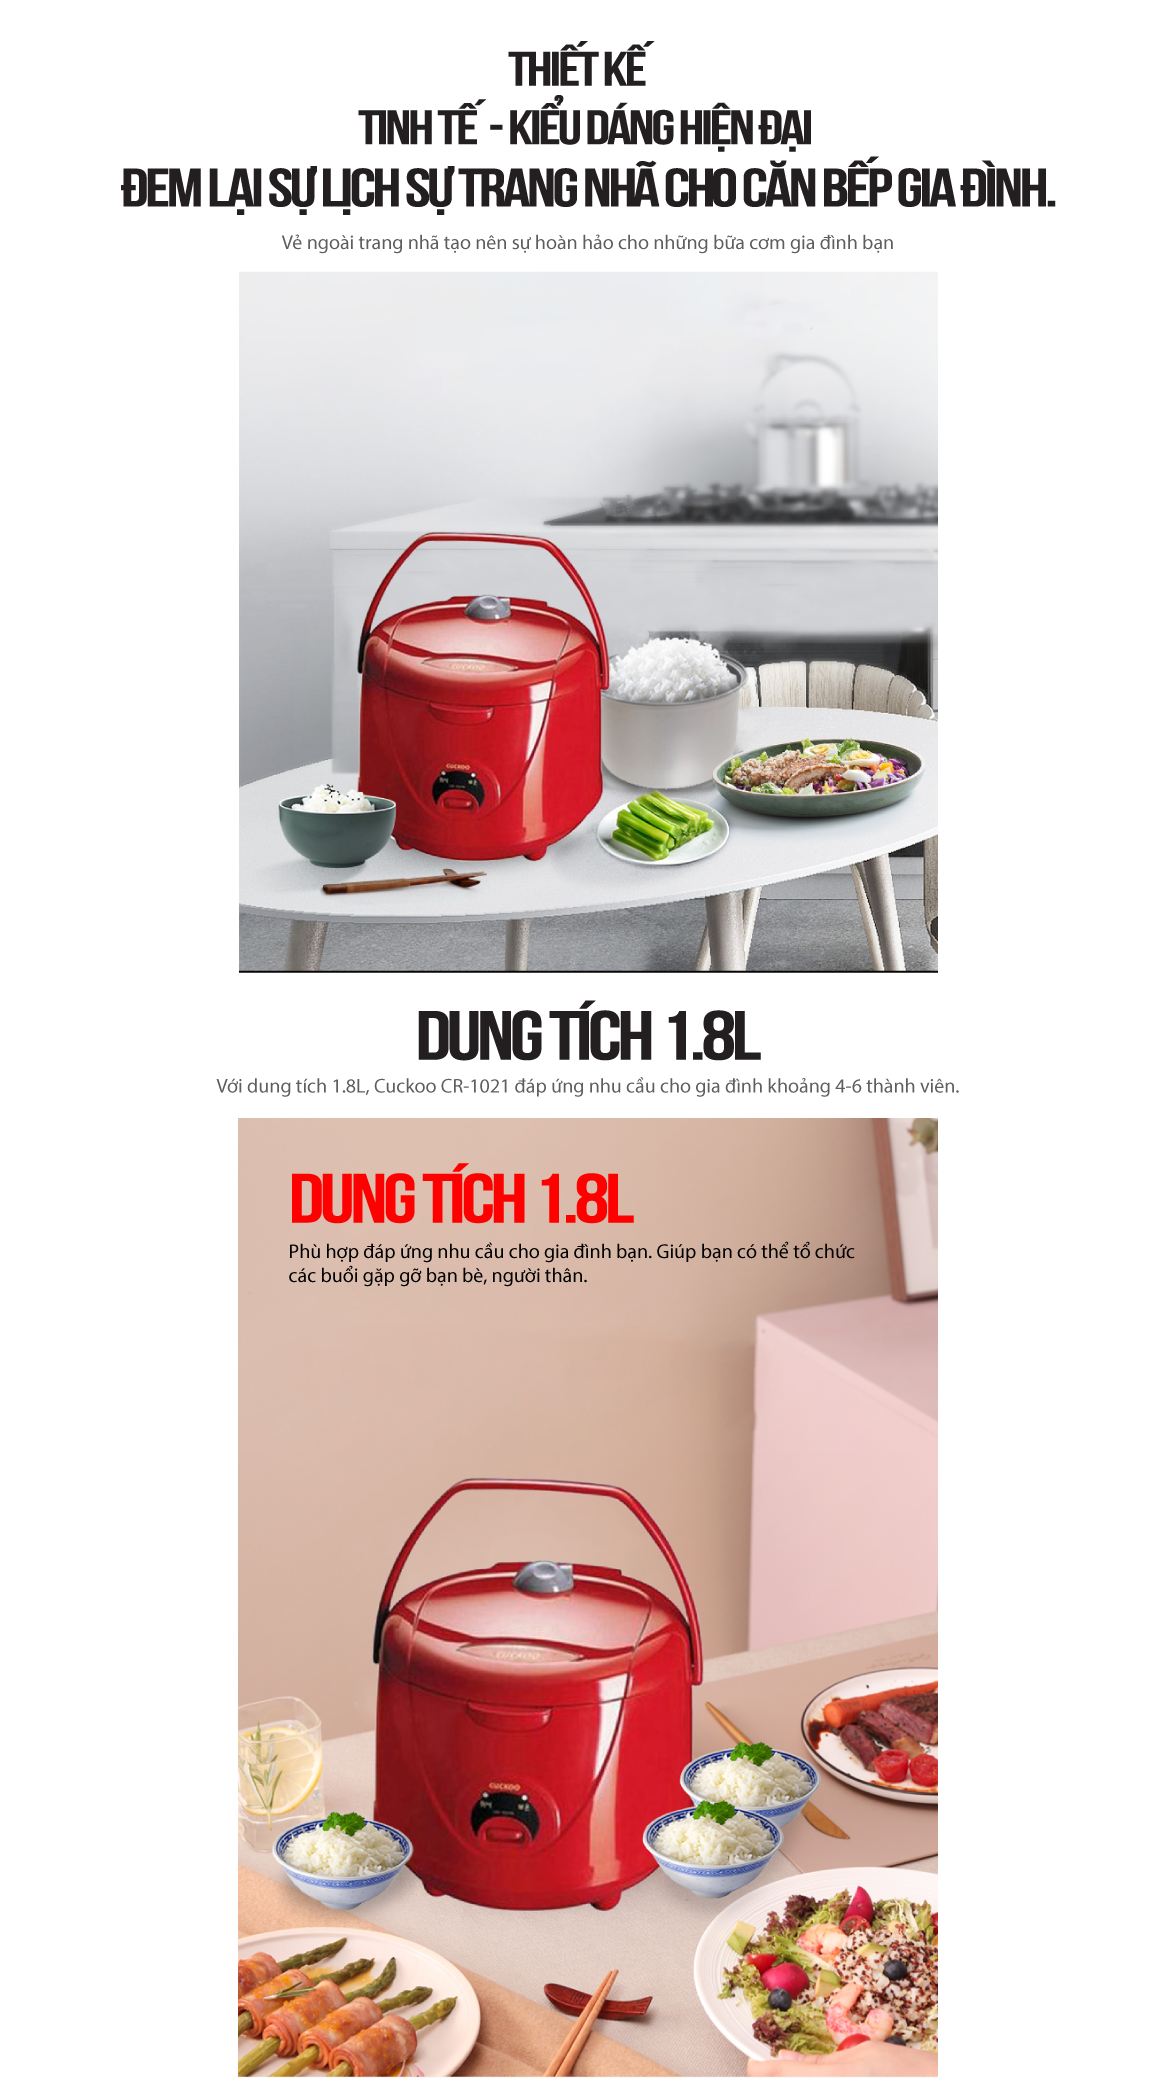 THIẾT KẾ
TINH TẾ - KIỂU DÁNG HIỆN ĐẠI
ĐEM LẠI SỰ LỊCH SỰ TRANG NHÃ CHO CĂN BẾP GIA ĐÌNH.
Vẻ ngoài trang nhã tạo nên sự hoàn hảo cho những bữa cơm gia đình bạn
CUCKOO
CUCKOO
DUNG TÍCH 1.8L
Với dung tích 1.8L, Cuckoo CR-1021 đáp ứng nhu cầu cho gia đình khoảng 4-6 thành viên.
DUNG TÍCH 1.8L
Phù hợp đáp ứng nhu cầu cho gia đình bạn. Giúp bạn có thể tổ chức
các buổi gặp gỡ bạn bè, người thân.
CUCKOO
CUCKOO